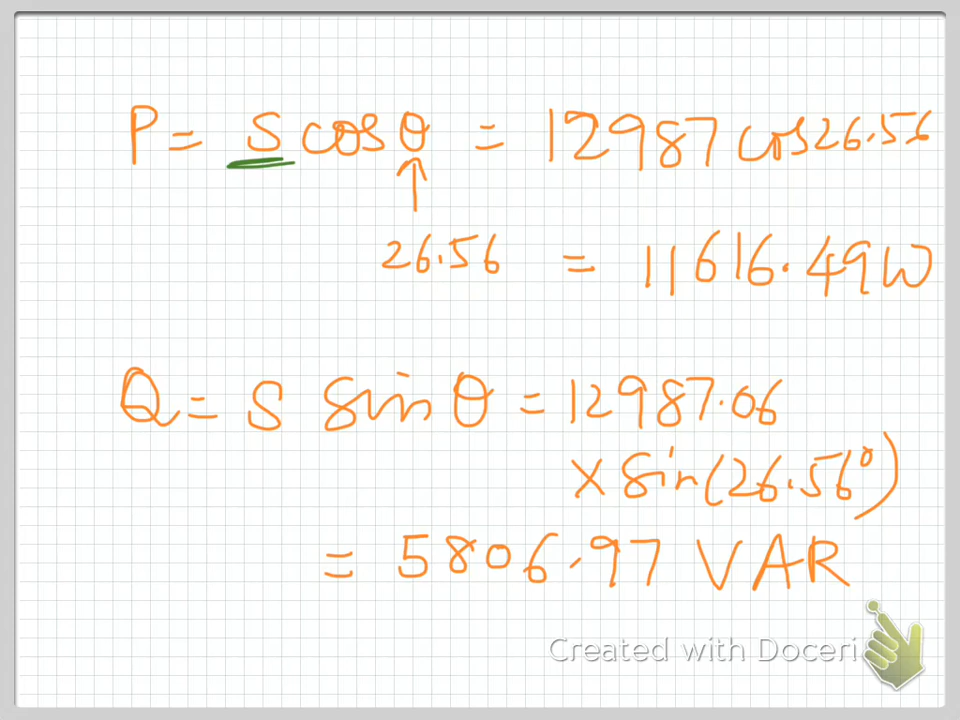 P = S cosθ = 12987 cos26.56
↑
26.56 = 11616.49W
Q = S sinθ = 12987.06
× sin(26.56°)
= 5806.97 VAR
Created with Doceri